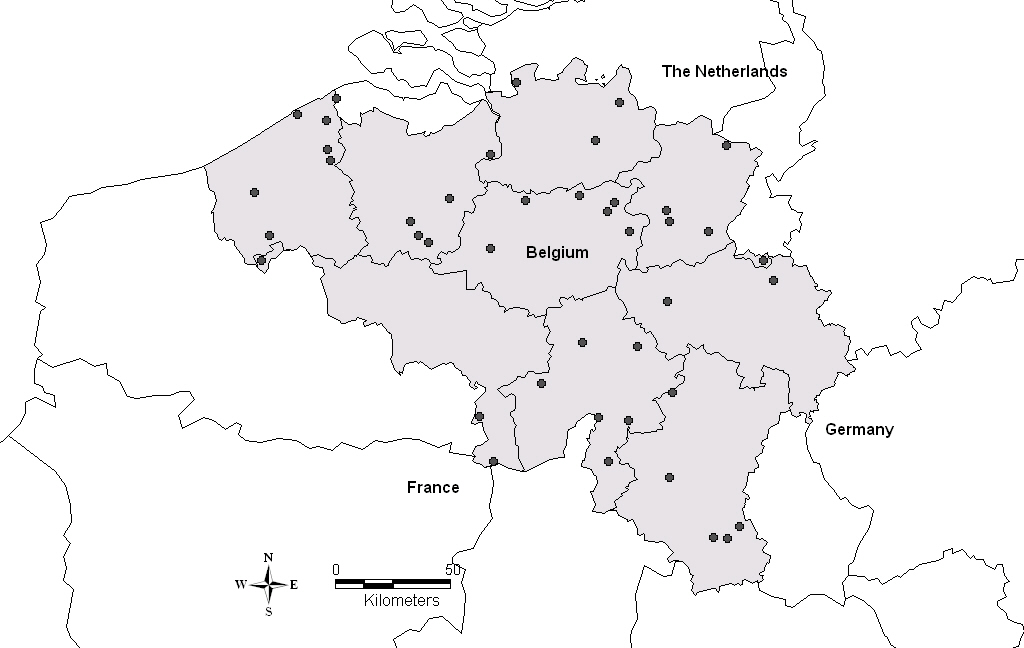 The Netherlands
Belgium
Germany
France
N
W E
S
0 50
Kilometers